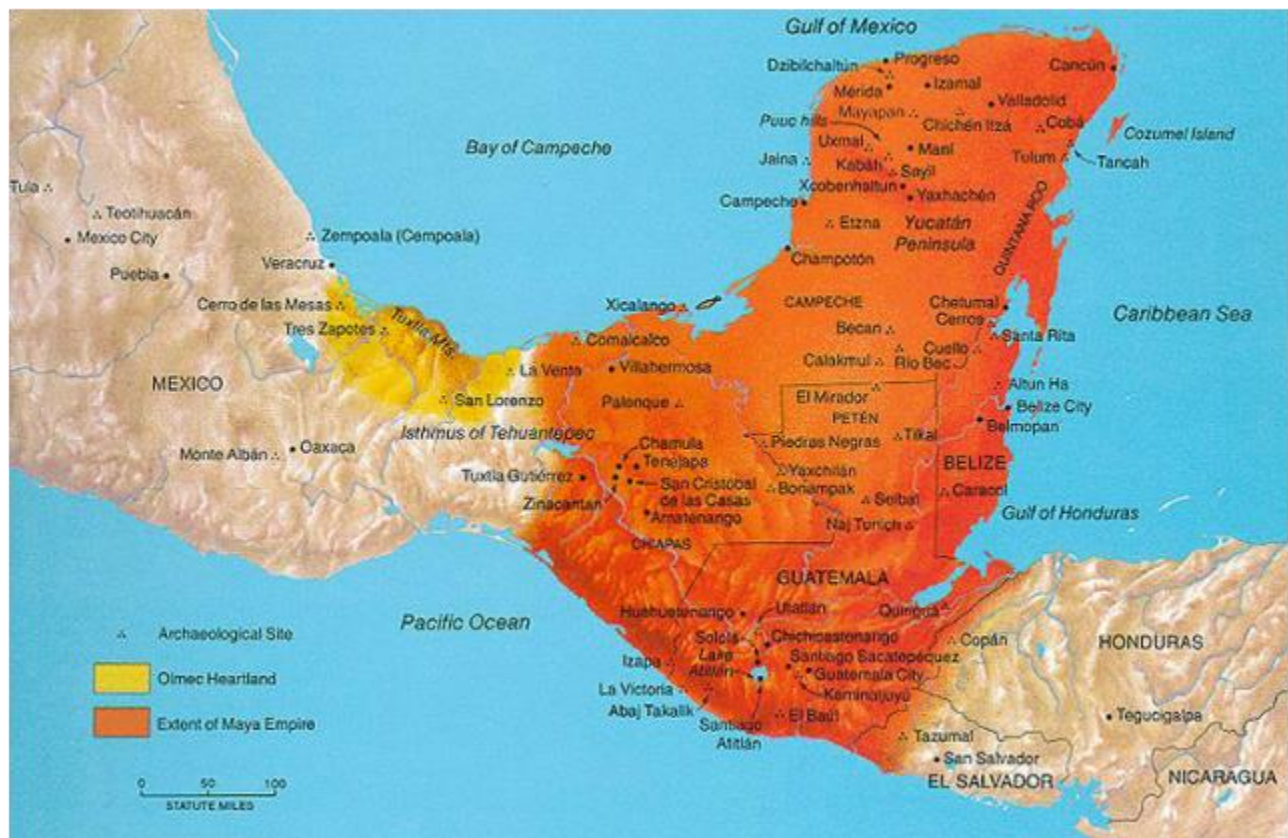 Gulf of Mexico
Progreso
Dzibilchaltún
Cancún
Mérida
Izamal
Mayapan
Valladolid
Chichén Itzá
Cobá
Puuc hills
Cozumel Island
Uxmal
Mani
Bay of Campeche
Jaina
Kabáh
Sayil
Tulum
Tancah
Tula
Xcobenhaltun
Campeche
Yaxhachén
Teotihuacán
Etzna
Yucatán
Peninsula
QUINTANA ROO
Mexico City
Zempoala (Cempoala)
Veracruz
Champotón
Puebla
Cerro de las Mesas
Xicalango
CAMPECHE
Chetumal
Cerros
Caribbean Sea
Tres Zapotes
Tuxtla Mts.
Becan
Santa Rita
Comalcalco
Cuello
Calakmul
Río Bec
La Venta
Villahermosa
MEXICO
Altun Ha
El Mirador
San Lorenzo
Palenque
PETÉN
Belize City
Belmopan
Isthmus of Tehuantepec
Tikal
Piedras Negras
Chamula
Oaxaca
Monte Albán
Tenejapa
BELIZE
Tuxtla Gutiérrez
Yaxchilán
San Cristóbal
de las Casas
Bonampak
Seibal
Caracol
Zinacantan
Amatenango
Naj Tunich
Gulf of Honduras
CHIAPAS
GUATEMALA
Huehuetenango
Utatlán
Quiriguá
Pacific Ocean
Archaeological Site
Sololá
Chichicastenango
Copán
HONDURAS
Lake
Atitlán
Izapa
Santiago Sacatepéquez
Olmec Heartland
Guatemala City
La Victoria
Kaminaljuyú
Abaj Takalik
El Baúl
Tegucigalpa
Extent of Maya Empire
Santiago
Atitlán
Tazumal
San Salvador
EL SALVADOR
NICARAGUA
0 50 100
STATUTE MILES